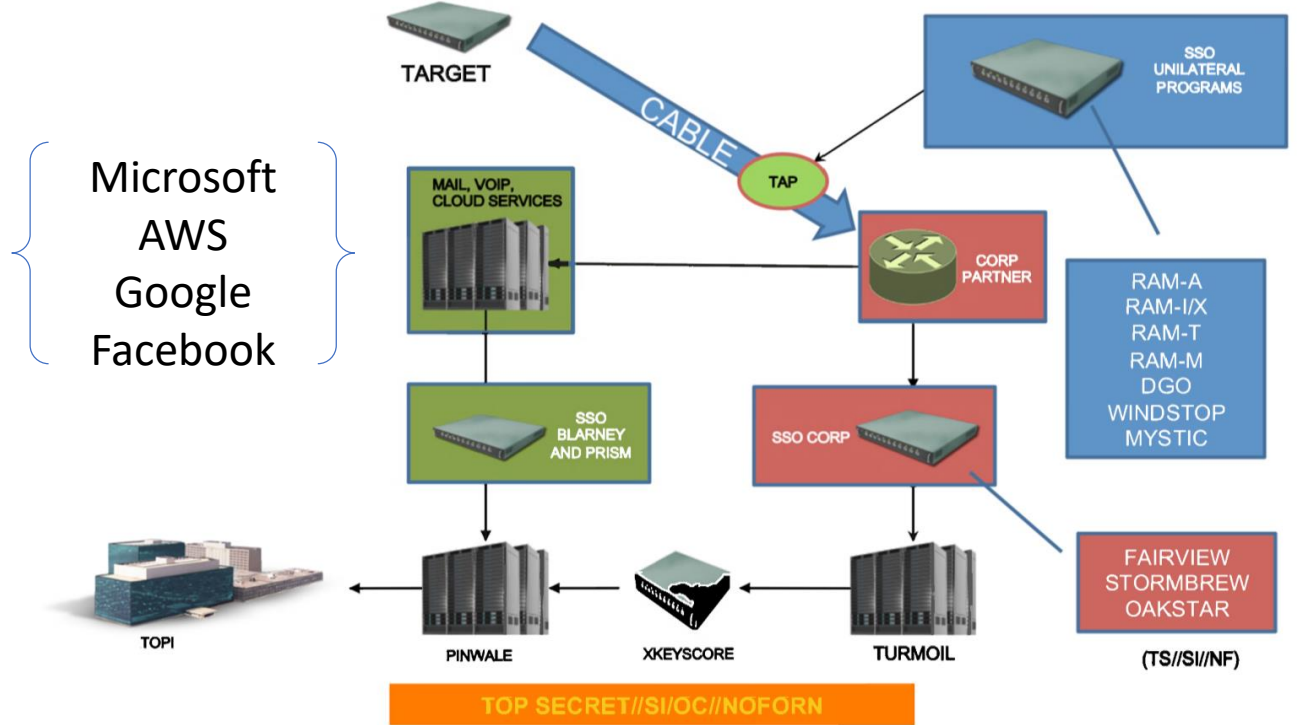 TARGET
CABLE
TAP
SSO
UNILATERAL
PROGRAMS
Microsoft
AWS
Google
Facebook
MAIL, VOIP,
CLOUD SERVICES
CORP
PARTNER
RAM-A
RAM-I/X
RAM-T
RAM-M
DGO
WINDSTOP
MYSTIC
SSO
BLARNEY
AND PRISM
SSO CORP
FAIRVIEW
STORMBREW
OAKSTAR
TOPI
PINWALE
XKEYSCORE
TURMOIL
(TS//SI//NF)
TOP SECRET//SI/OC//NOFORN